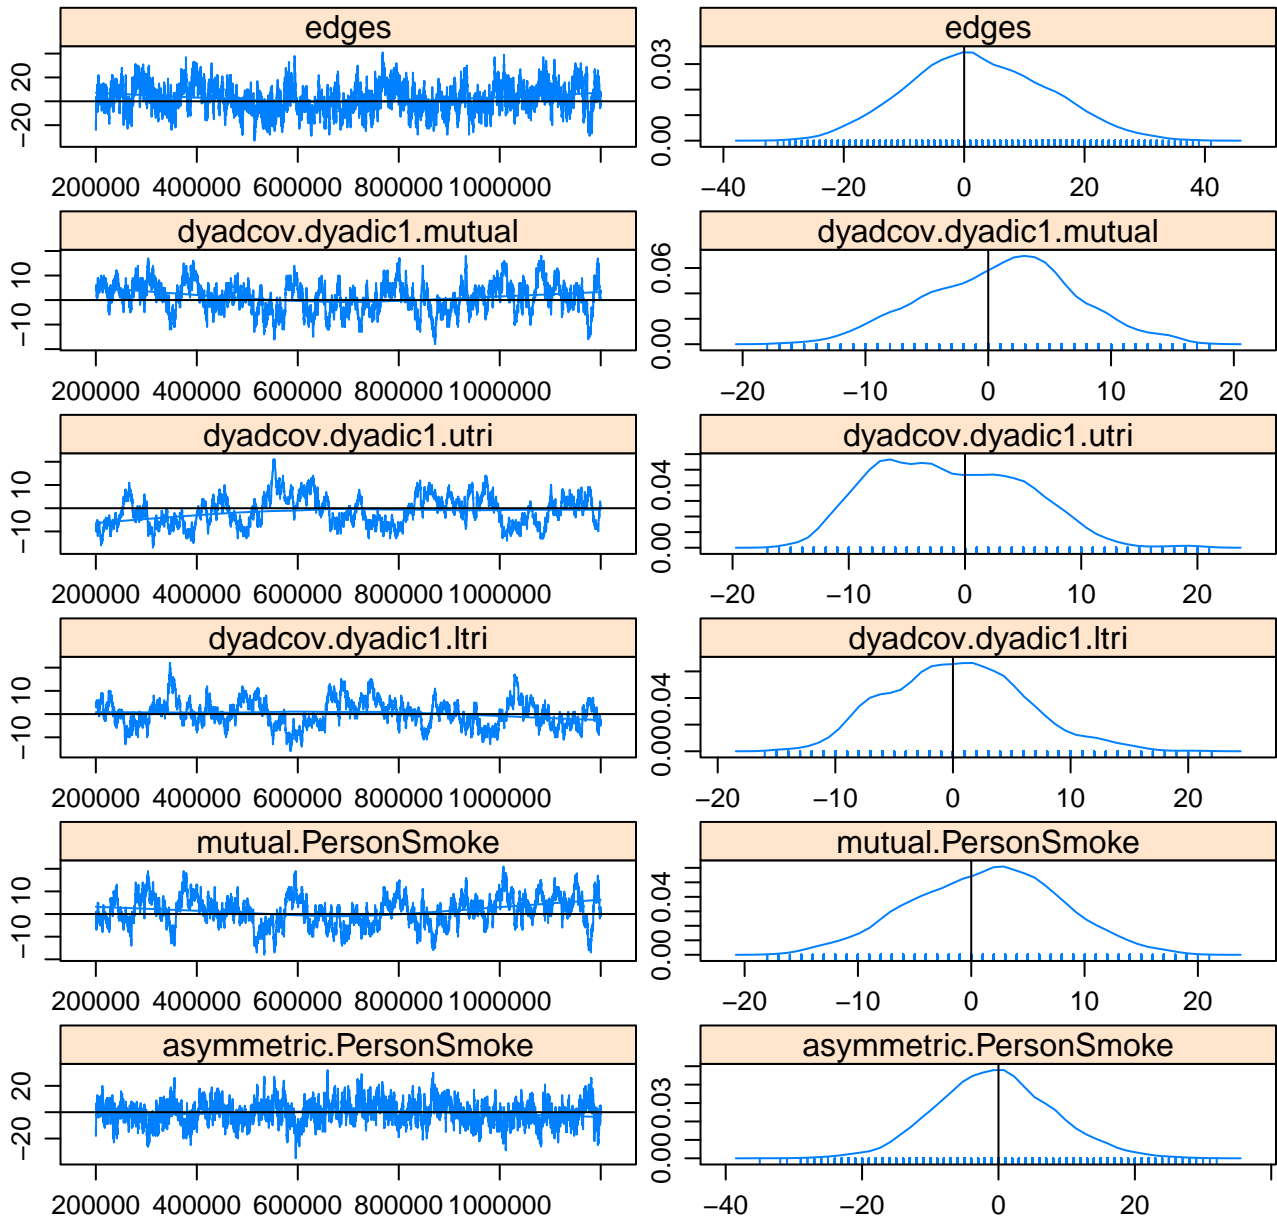 edges
edges
−20 20
0.00 0.03
200000 400000 600000 800000 1000000
−40 −20 0 20 40
dyadcov.dyadic1.mutual
dyadcov.dyadic1.mutual
−10 10
0.00 0.06
200000 400000 600000 800000 1000000
−20 −10 0 10 20
dyadcov.dyadic1.utri
dyadcov.dyadic1.utri
−10 10
0.00 0.04
200000 400000 600000 800000 1000000
−20 −10 0 10 20
dyadcov.dyadic1.ltri
dyadcov.dyadic1.ltri
−10 10
0.00 0.04
200000 400000 600000 800000 1000000
−20 −10 0 10 20
mutual.PersonSmoke
mutual.PersonSmoke
−10 10
0.00 0.04
200000 400000 600000 800000 1000000
−20 −10 0 10 20
asymmetric.PersonSmoke
asymmetric.PersonSmoke
−20 20
0.00 0.03
200000 400000 600000 800000 1000000
−40 −20 0 20